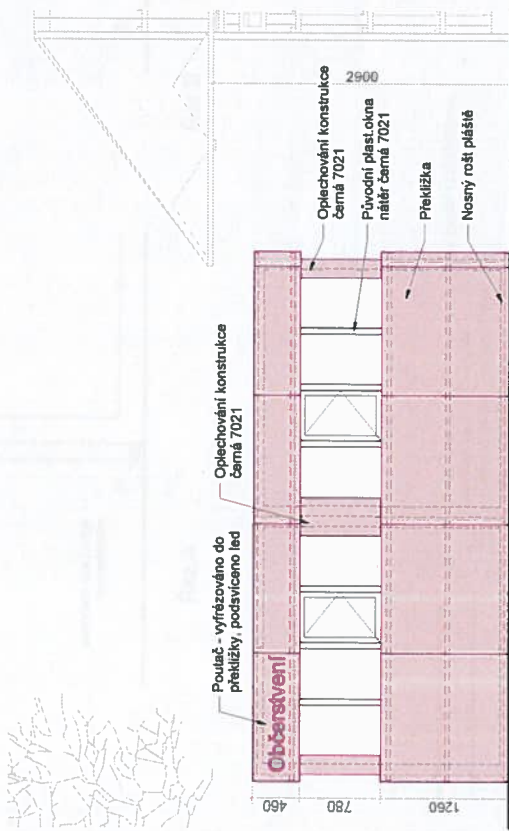 2900
Oplechování konstrukce
černá 7021
Původní plast.okna
nátěr černá 7021
Překližka
Nosný rošt pláště
Oplechování konstrukce
černá 7021
Poutač - vyfrézováno do
překližky, podsvíceno led
Občerstvení
460
780
1260